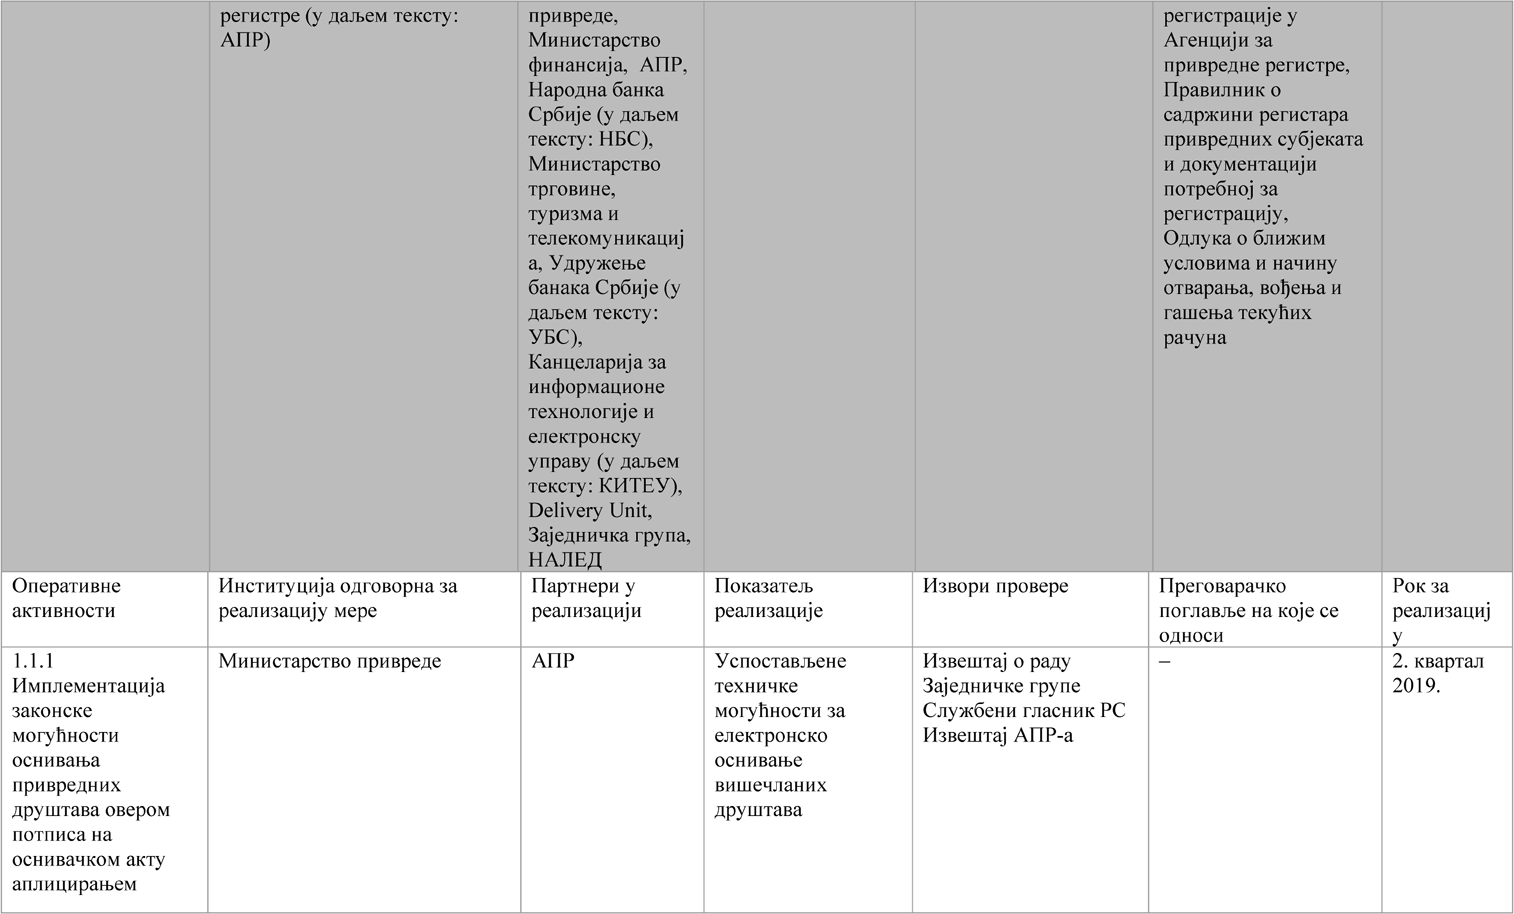 регистре (у даљем тексту:
АПР)
привреде,
Министарство
финансија,  АПР,
Народна банка
Србије (у даљем
тексту: НБС),
Министарство
трговине,
туризма и
телекомуникациј
а, Удружење
банака Србије (у
даљем тексту:
УБС),
Канцеларија за
информационе
технологије и
електронску
управу (у даљем
тексту: КИТЕУ),
Delivery Unit,
Заједничка група,
НАЛЕД
регистрације у
Агенцији за
привредне регистре,
Правилник о
садржини регистара
привредних субјеката
и документацији
потребној за
регистрацију,
Одлука о ближим
условима и начину
отварања, вођења и
гашења текућих
рачуна
Оперативне
активности
Институција одговорна за
реализацију мере
Партнери у
реализацији
Показатељ
реализације
Извори провере
Преговарачко
поглавље на које се
односи
Рок за
реализациј
у
1.1.1
Имплементација
законске
могућности
оснивања
привредних
друштава овером
потписа на
оснивачком акту
аплицирањем
Министарство привреде
АПР
Успостављене
техничке
могућности за
електронско
оснивање
вишечланих
друштава
Извештај о раду
Заједничке групе
Службени гласник РС
Извештај АПР-а
–
2. квартал
2019.